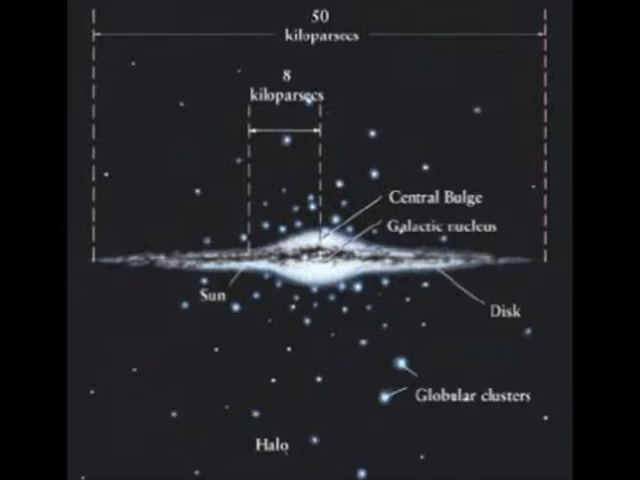 50
kiloparsecs
8
kiloparsecs
Central Bulge
Galactic nucleus
Sun
Disk
Globular clusters
Halo